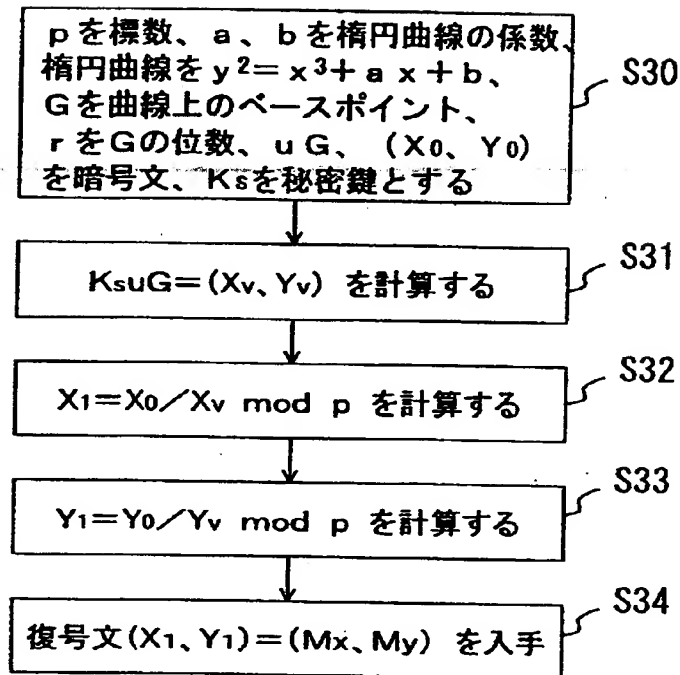 pを標数、a、bを楕円曲線の係数、
楕円曲線をy²=x³+ax+b、
Gを曲線上のベースポイント、
rをGの位数、uG、(X₀、Y₀)
を暗号文、Ksを秘密鍵とする
S30
KsuG=(Xv、Yv) を計算する
S31
X₁=X₀/Xv mod p を計算する
S32
Y₁=Y₀/Yv mod p を計算する
S33
復号文(X₁、Y₁)=(Mx、My) を入手
S34